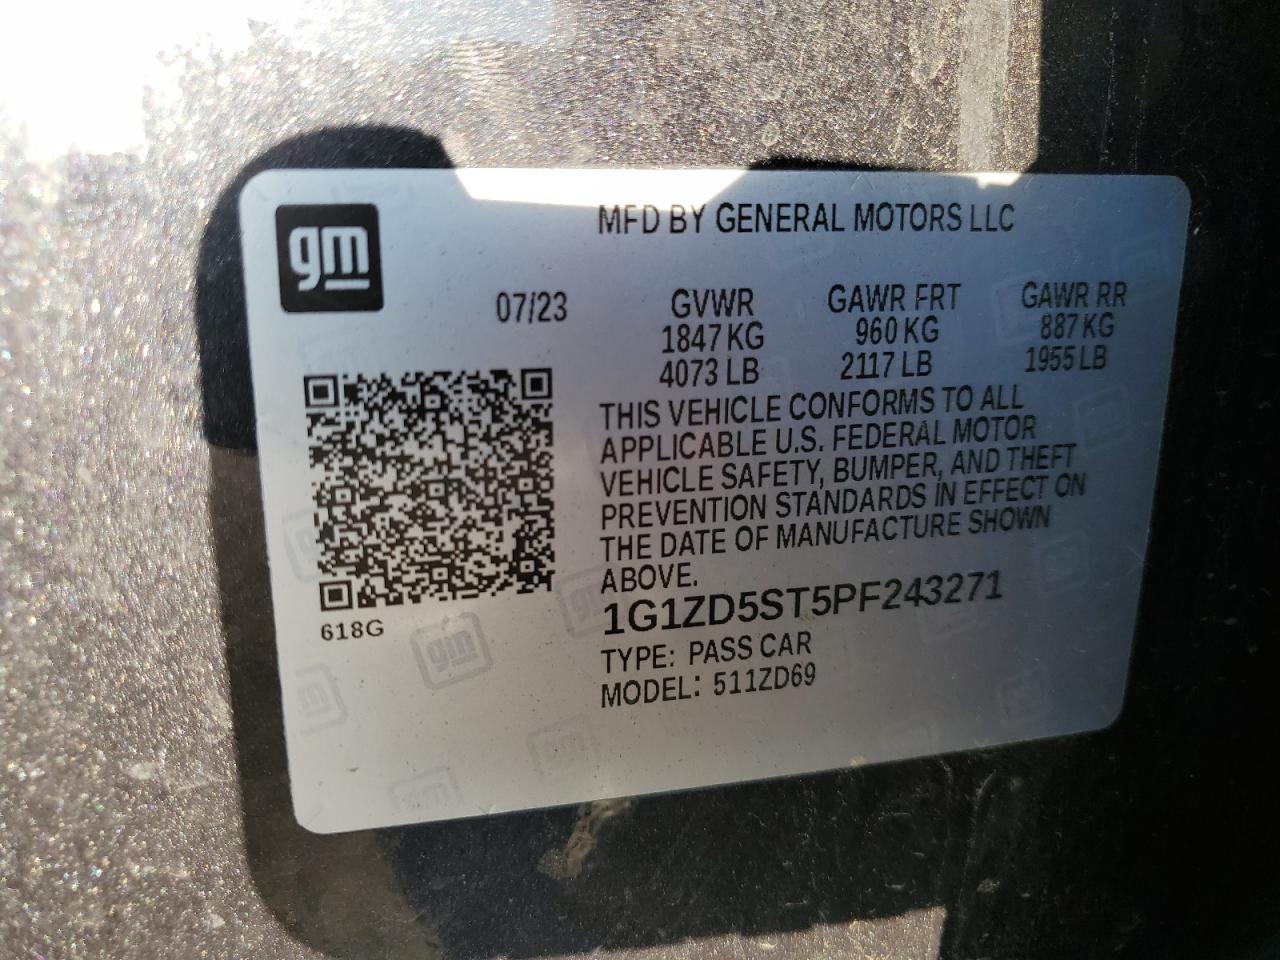 gm
MFD BY GENERAL MOTORS LLC
07/23 GVWR GAWR FRT GAWR RR
1847 KG 960 KG 887 KG
4073 LB 2117 LB 1955 LB
THIS VEHICLE CONFORMS TO ALL
APPLICABLE U.S. FEDERAL MOTOR
VEHICLE SAFETY, BUMPER, AND THEFT
PREVENTION STANDARDS IN EFFECT ON
THE DATE OF MANUFACTURE SHOWN
ABOVE.
1G1ZD5ST5PF243271
618G
TYPE: PASS CAR
MODEL: 511ZD69